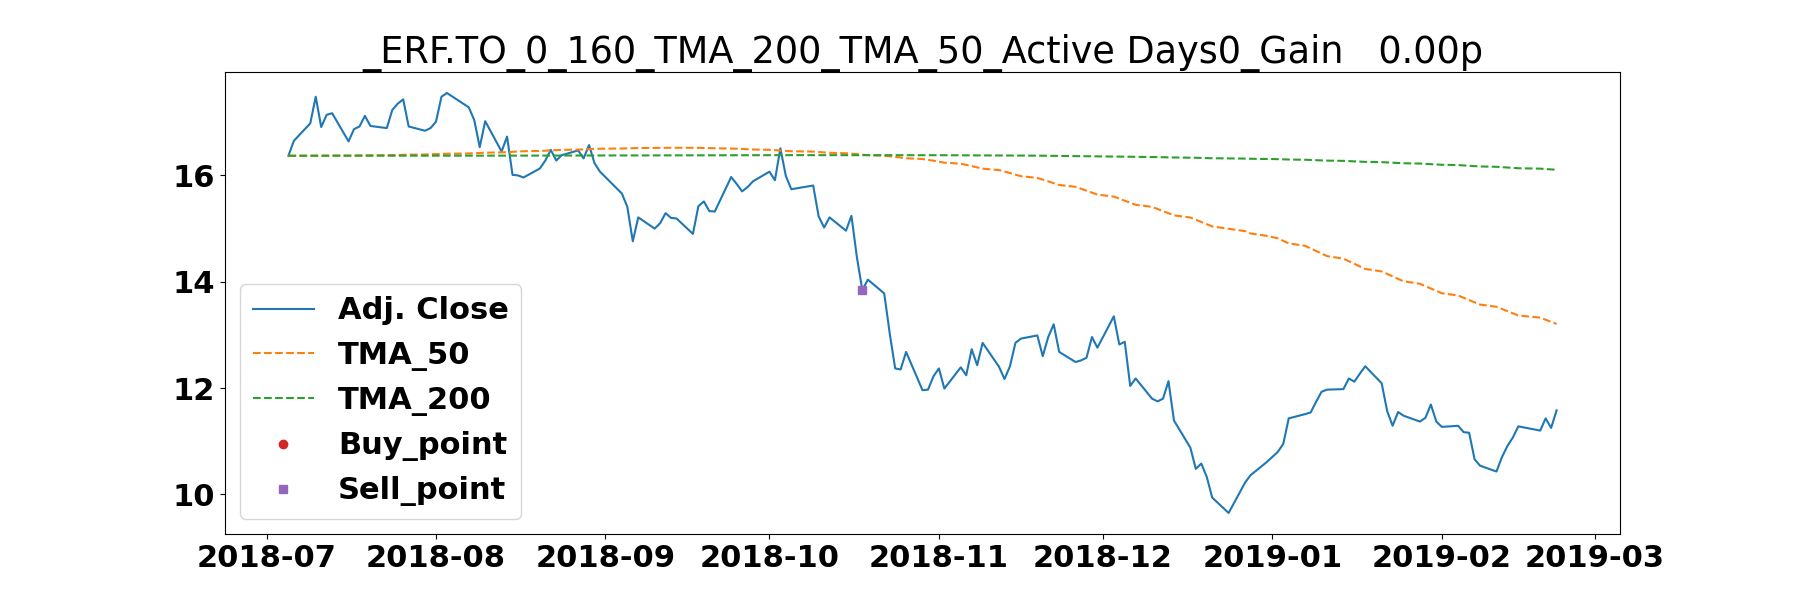 _ERF.TO_0_160_TMA_200_TMA_50_Active Days0_Gain   0.00p
16
14
12
10
Adj. Close
TMA_50
TMA_200
Buy_point
Sell_point
2018-07 2018-08 2018-09 2018-10 2018-11 2018-12 2019-01 2019-02 2019-03